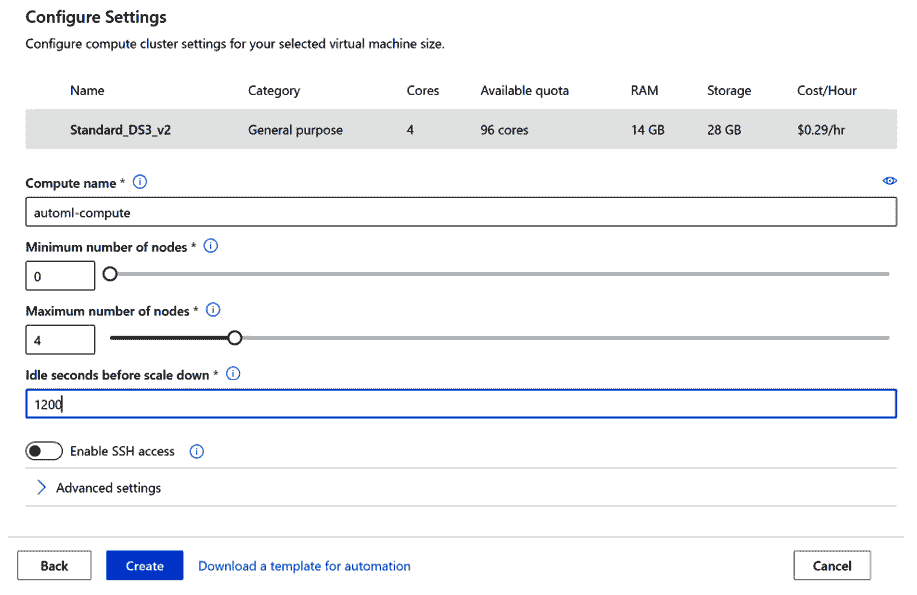 Configure Settings
Configure compute cluster settings for your selected virtual machine size.
Name Category Cores Available quota RAM Storage Cost/Hour
Standard_DS3_v2 General purpose 4 96 cores 14 GB 28 GB $0.29/hr
Compute name *
automl-compute
Minimum number of nodes *
0
Maximum number of nodes *
4
Idle seconds before scale down *
1200
Enable SSH access
Advanced settings
Back Create Download a template for automation Cancel